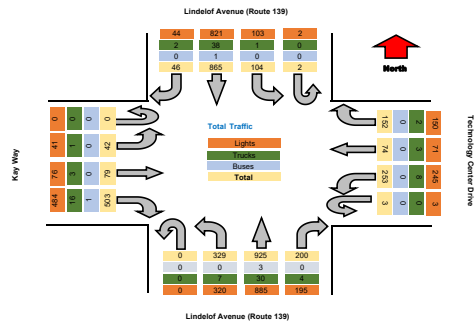 Lindelof Avenue (Route 139)
44 821 103 2
2 38 1 0
0 1 0 0
46 865 104 2
North
Kay Way
0 0 0 0
41 1 0 42
76 3 0 79
484 16 1 503
Total Traffic
Lights
Trucks
Buses
Total
152 0 2 150
74 0 3 71
253 0 8 245
3 0 0 3
Technology Center Drive
0 329 925 200
0 0 3 0
0 7 30 4
0 320 885 195
Lindelof Avenue (Route 139)